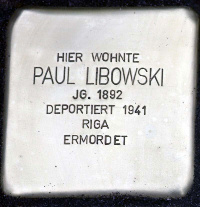 HIER WOHNTE
PAUL LIBOWSKI
JG. 1892
DEPORTIERT 1941
RIGA
ERMORDET